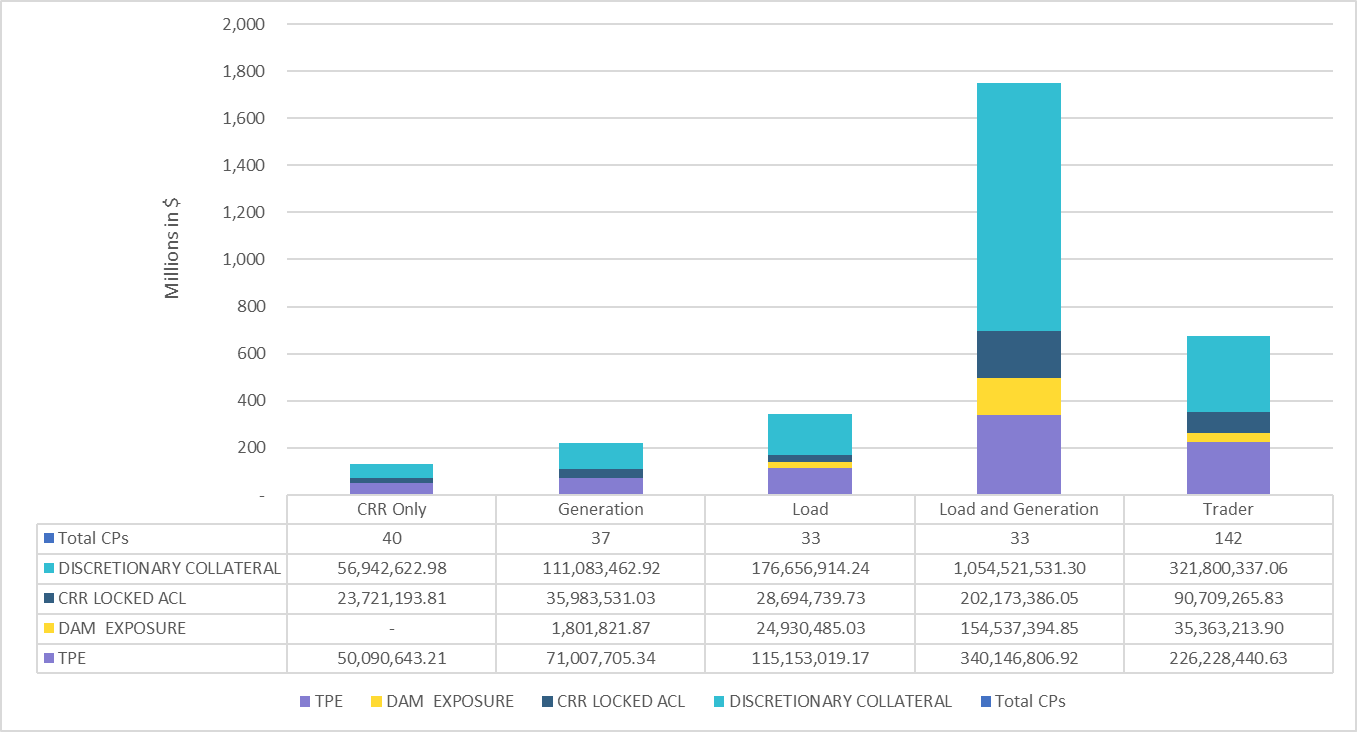 2,000
1,800
1,600
1,400
1,200
1,000
800
600
400
200
-
Millions in $
CRR Only Generation Load Load and Generation Trader
Total CPs 40 37 33 33 142
DISCRETIONARY COLLATERAL 56,942,622.98 111,083,462.92 176,656,914.24 1,054,521,531.30 321,800,337.06
CRR LOCKED ACL 23,721,193.81 35,983,531.03 28,694,739.73 202,173,386.05 90,709,265.83
DAM EXPOSURE - 1,801,821.87 24,930,485.03 154,537,394.85 35,363,213.90
TPE 50,090,643.21 71,007,705.34 115,153,019.17 340,146,806.92 226,228,440.63
TPE DAM EXPOSURE CRR LOCKED ACL DISCRETIONARY COLLATERAL Total CPs